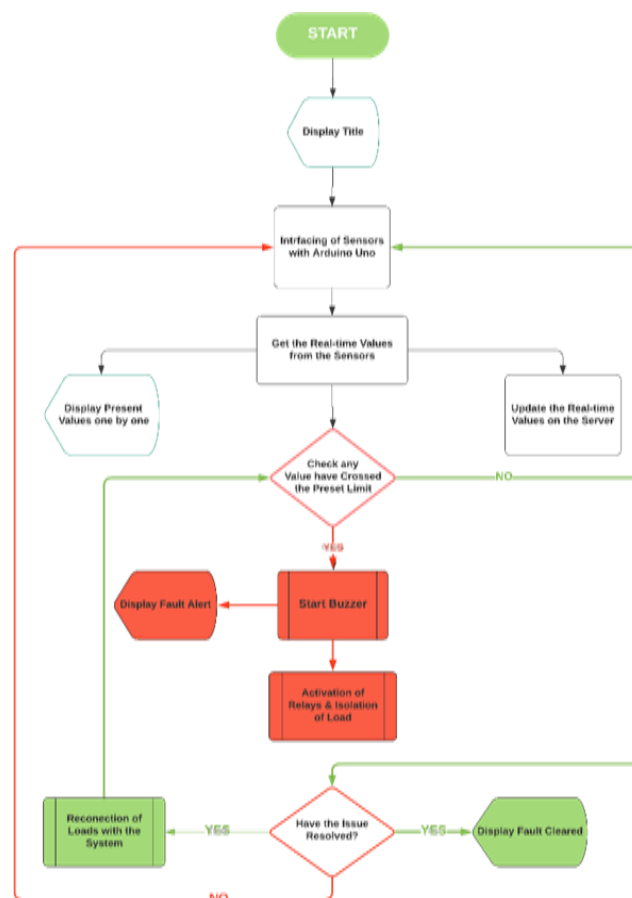 START
Display Title
Intrfacing of Sensors
with Arduino Uno
Get the Real-time Values
from the Sensors
Display Present
Values one by one
Update the Real-time
Values on the Server
Check any
Value have Crossed
the Preset Limit
NO
YES
Display Fault Alert
Start Buzzer
Activation of
Relays & Isolation
of Load
Reconection of
Loads with the
System
YES
Have the Issue
Resolved?
YES
Display Fault Cleared
NO